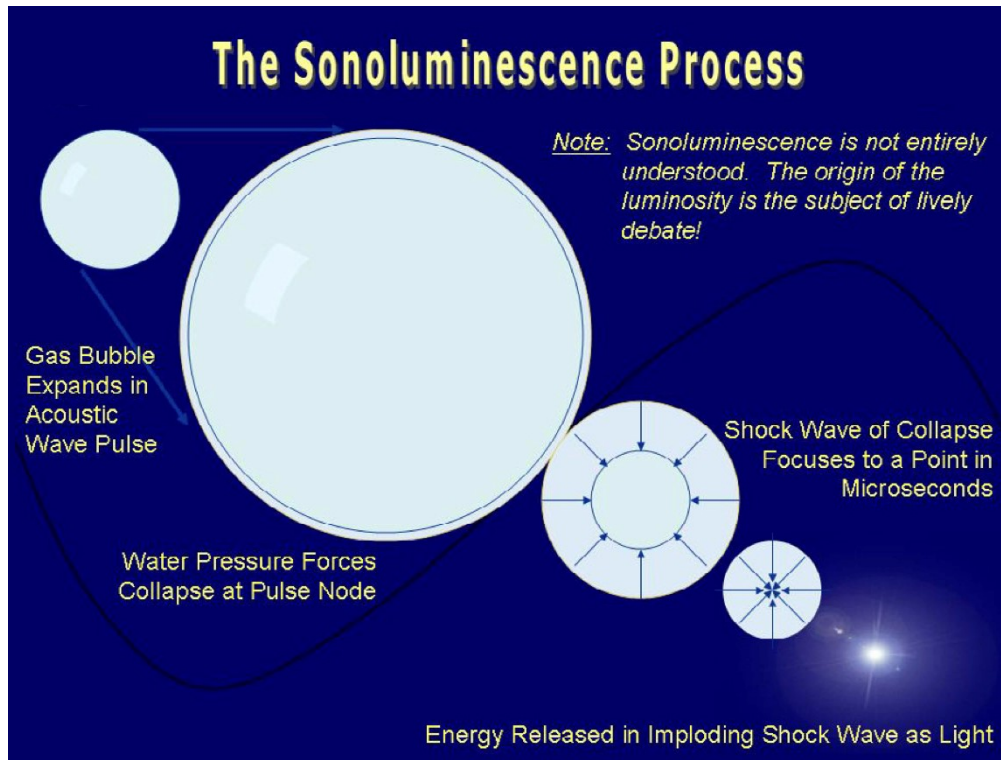 The Sonoluminescence Process
Note: Sonoluminescence is not entirely
understood. The origin of the
luminosity is the subject of lively
debate!
Gas Bubble
Expands in
Acoustic
Wave Pulse
Shock Wave of Collapse
Focuses to a Point in
Microseconds
Water Pressure Forces
Collapse at Pulse Node
Energy Released in Imploding Shock Wave as Light